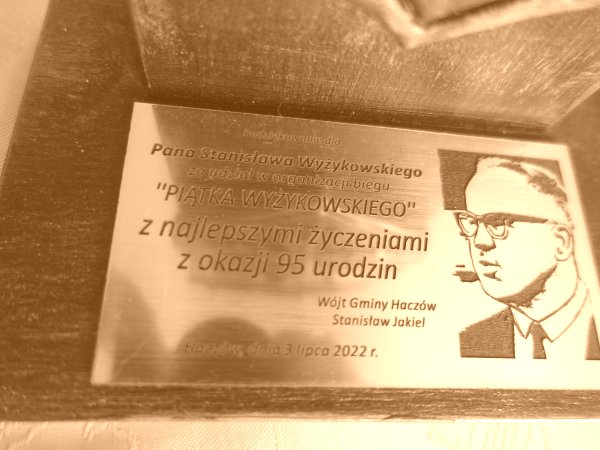 Podziękowanie dla
Pana Stanisława Wyżykowskiego
za udział w organizacji biegu
"PIĄTKA WYŻYKOWSKIEGO"
z najlepszymi życzeniami
z okazji 95 urodzin
Wójt Gminy Haczów
Stanisław Jakiel
Haczów, dnia 3 lipca 2022 r.